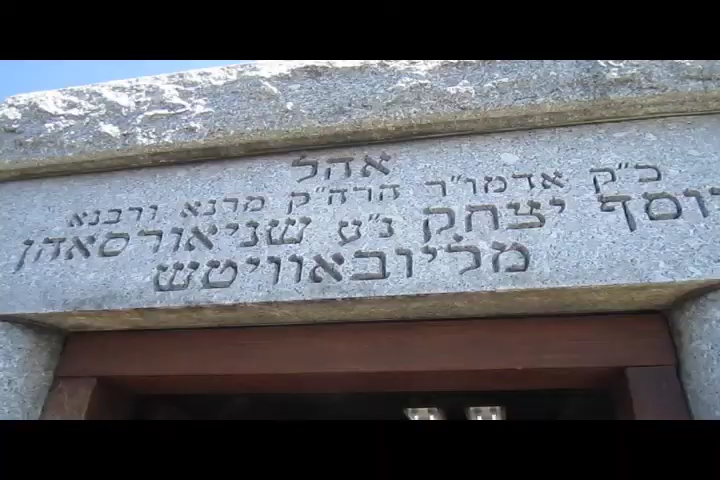 אהל
כ״ק אדמו״ר הרה״ק מרנא ורבנא
יוסף יצחק נ״ע שניאורסאהן
מליובאוויטש